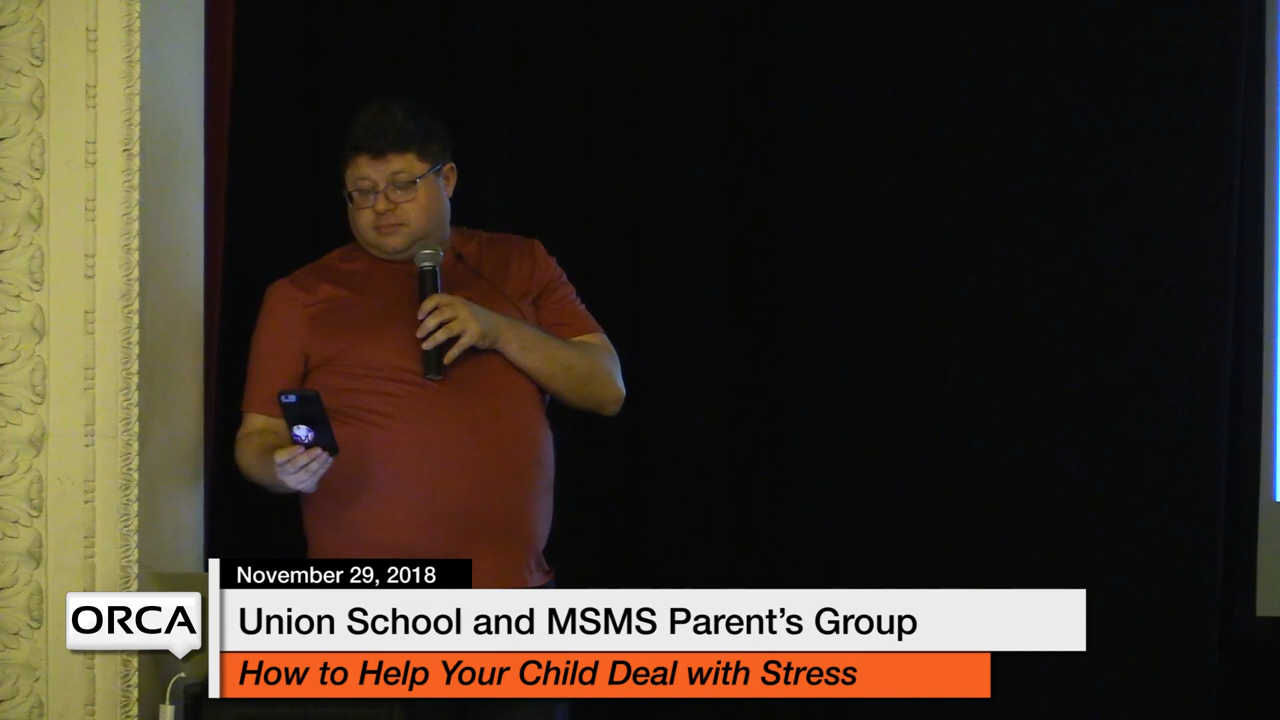 November 29, 2018
ORCA
Union School and MSMS Parent's Group
How to Help Your Child Deal with Stress